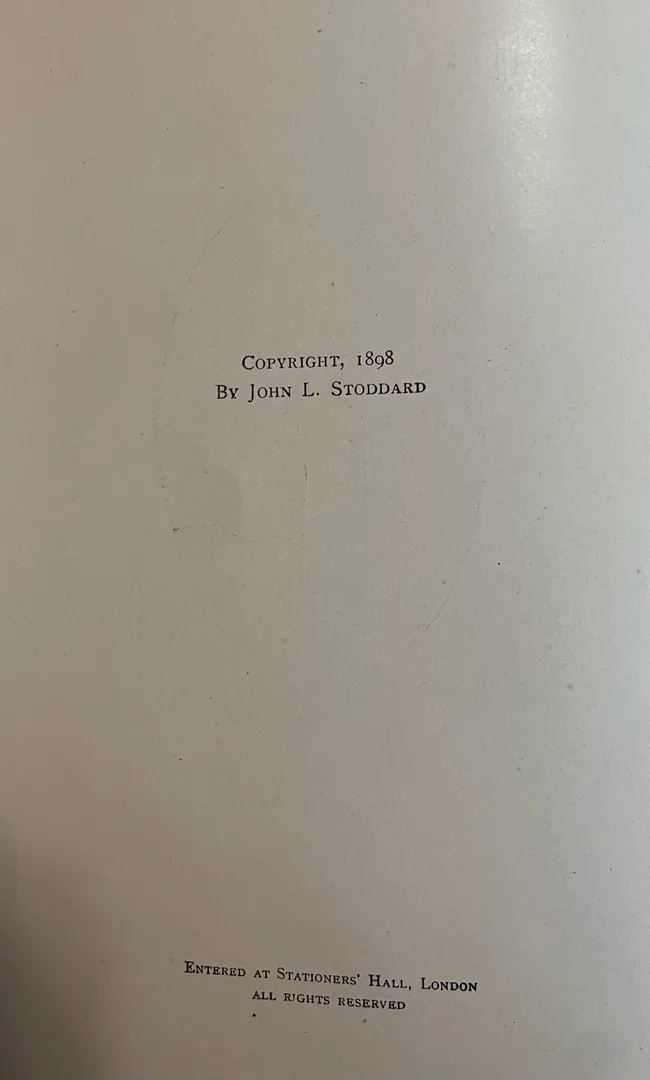 Copyright, 1898
By John L. Stoddard
Entered at Stationers' Hall, London
ALL RIGHTS RESERVED